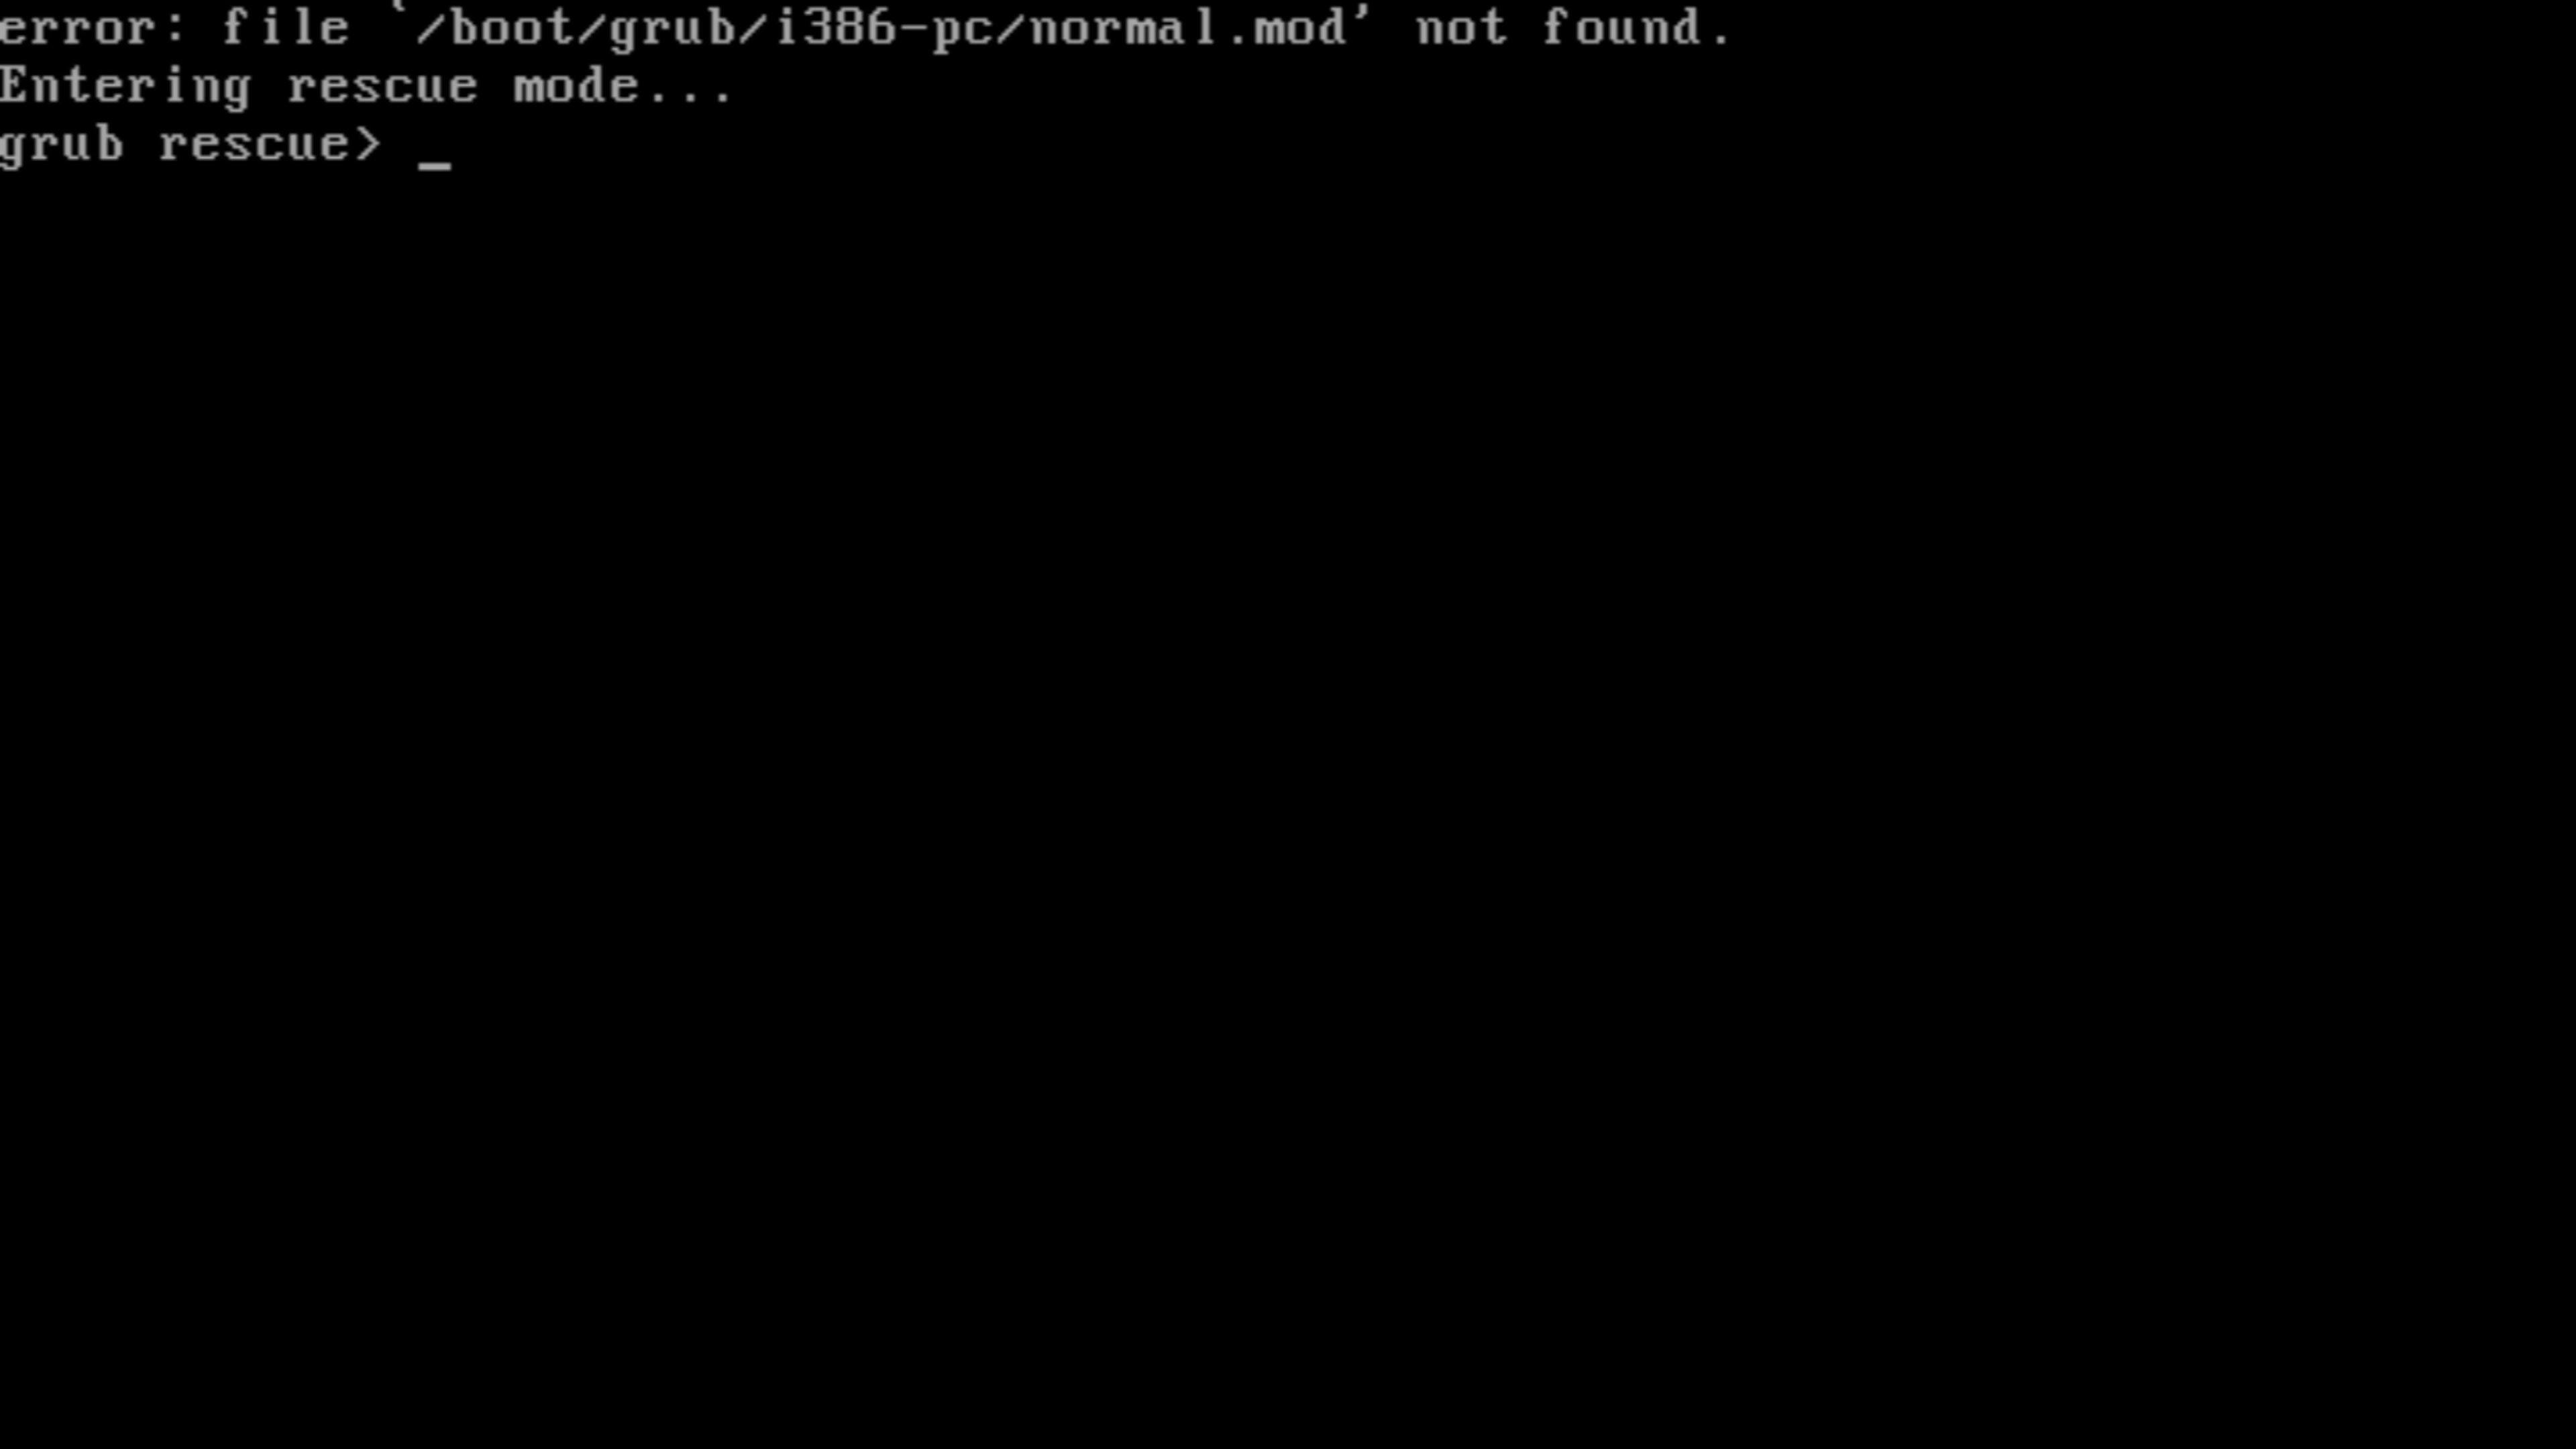 error: file `/boot/grub/i386-pc/normal.mod' not found.
Entering rescue mode...
grub rescue> _